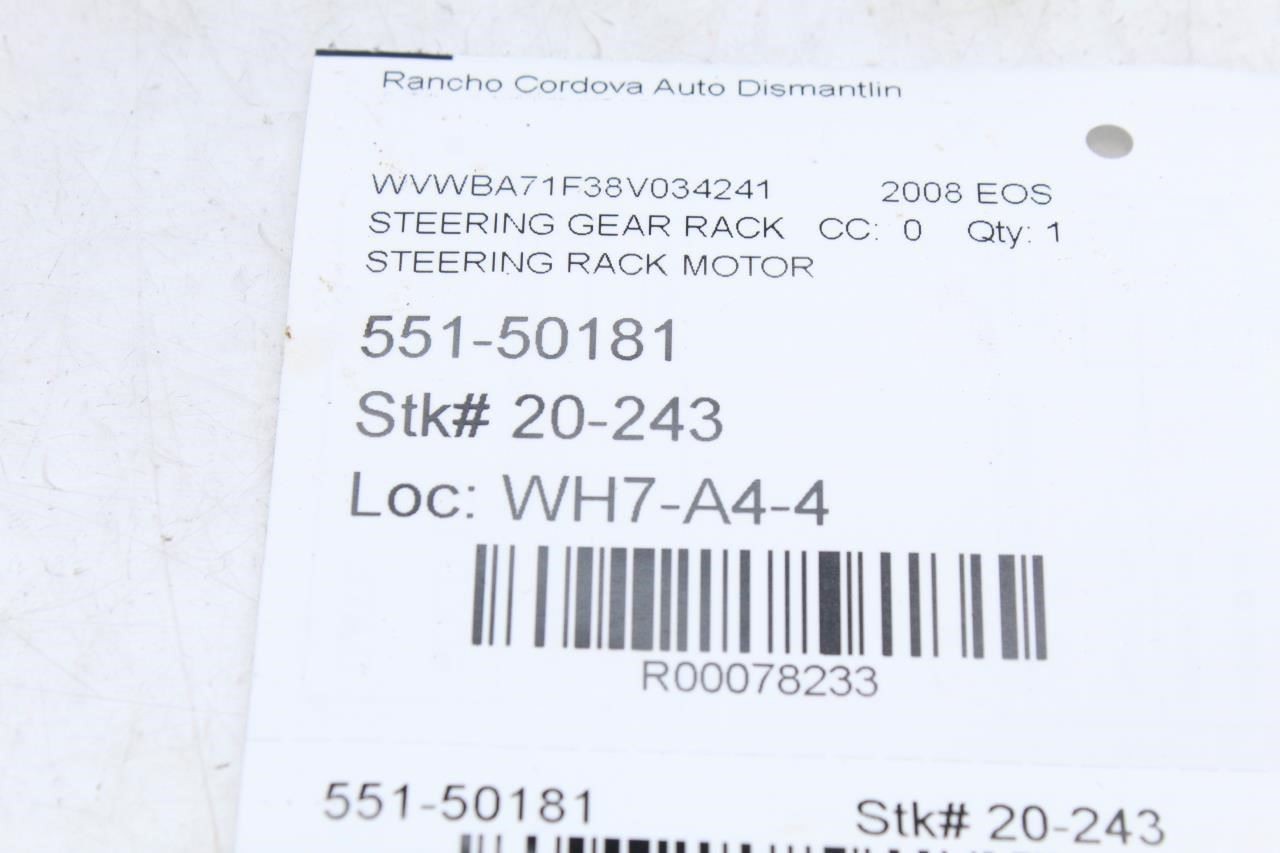 Rancho Cordova Auto Dismantlin
WVWBA71F38V034241 2008 EOS
STEERING GEAR RACK CC: 0 Qty: 1
STEERING RACK MOTOR
551-50181
Stk# 20-243
Loc: WH7-A4-4
R00078233
551-50181 Stk# 20-243